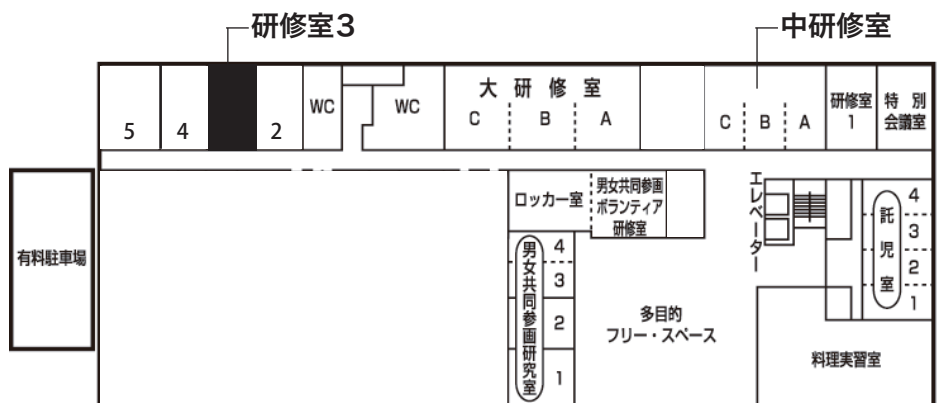 研修室3
中研修室
5
4
2
WC
WC
大研修室
C
B
A
C
B
A
研修室
1
特別
会議室
有料駐車場
ロッカー室
男女共同参画
ボランティア
研修室
エレベーター
託児室
4
3
2
1
男女共同参画研究室
4
3
2
1
多目的
フリー・スペース
料理実習室